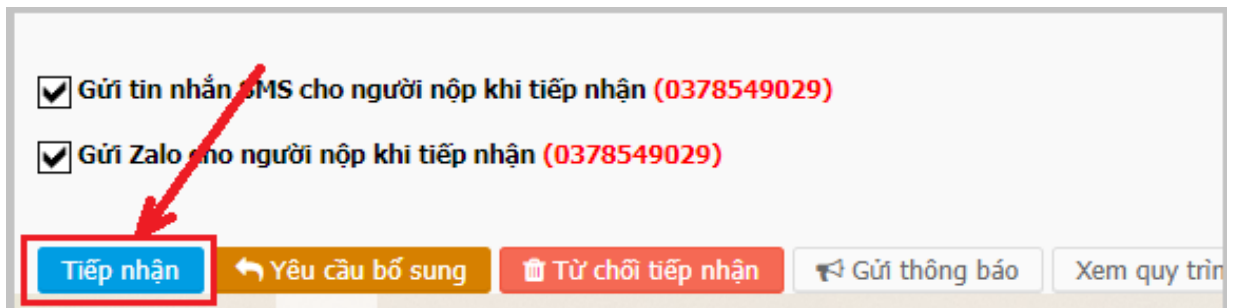 Gửi tin nhắn SMS cho người nộp khi tiếp nhận (0378549029)
Gửi Zalo cho người nộp khi tiếp nhận (0378549029)
Tiếp nhận Yêu cầu bổ sung Từ chối tiếp nhận Gửi thông báo Xem quy trìn